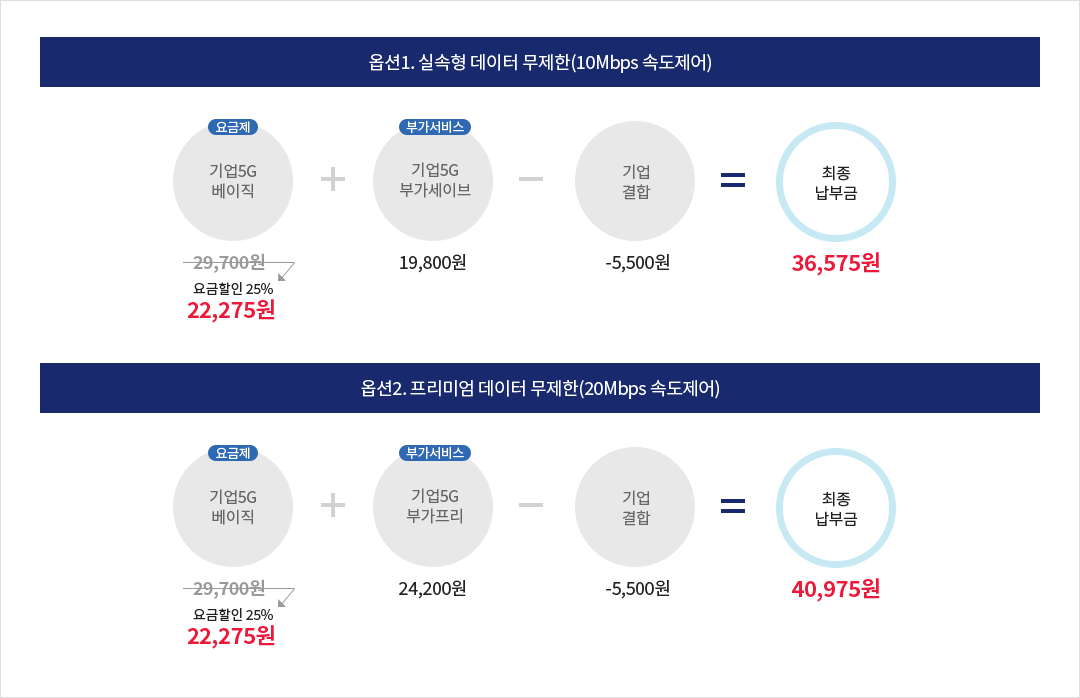 옵션1. 실속형 데이터 무제한(10Mbps 속도제어)
요금제
기업5G
베이직
+
부가서비스
기업5G
부가세이브
−
기업
결합
=
최종
납부금
29,700원
요금할인 25%
22,275원
19,800원
-5,500원
36,575원
옵션2. 프리미엄 데이터 무제한(20Mbps 속도제어)
요금제
기업5G
베이직
+
부가서비스
기업5G
부가프리
−
기업
결합
=
최종
납부금
29,700원
요금할인 25%
22,275원
24,200원
-5,500원
40,975원